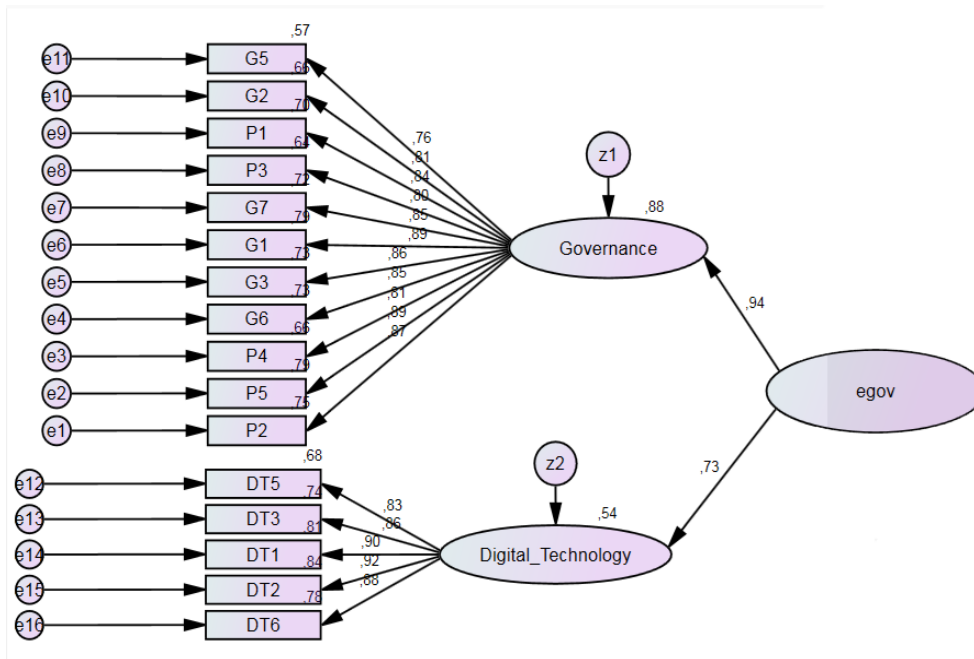 ,57
e11
G5
,66
e10
G2
,70
e9
P1
,64
e8
P3
,72
e7
G7
,79
e6
G1
,73
e5
G3
,73
e4
G6
,66
e3
P4
,79
e2
P5
,75
e1
P2
,76
,81
,84
,80
,85
,89
,86
,85
,81
,89
,87
z1
,88
Governance
,94
egov
,73
z2
,54
Digital_Technology
,68
e12
DT5
,74
e13
DT3
,81
e14
DT1
,84
e15
DT2
,78
e16
DT6
,83
,86
,90
,92
,88